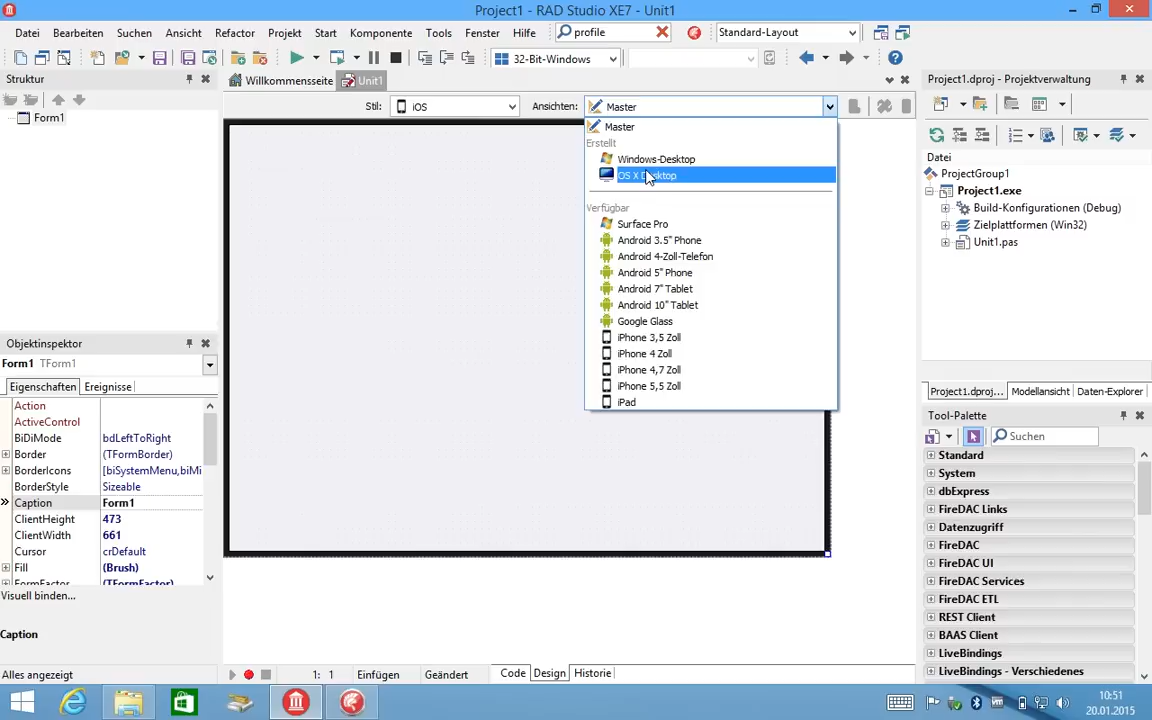 Project1 - RAD Studio XE7 - Unit1
Datei Bearbeiten Suchen Ansicht Refactor Projekt Start Komponente Tools Fenster Hilfe profile Standard-Layout
32-Bit-Windows
Struktur
Willkommensseite Unit1
Project1.dproj - Projektverwaltung
Form1
Stil: iOS Ansichten: Master
Master
Erstellt
Windows-Desktop
OS X Desktop
Verfügbar
Surface Pro
Android 3.5" Phone
Android 4-Zoll-Telefon
Android 5" Phone
Android 7" Tablet
Android 10" Tablet
Google Glass
iPhone 3,5 Zoll
iPhone 4 Zoll
iPhone 4,7 Zoll
iPhone 5,5 Zoll
iPad
Datei
ProjectGroup1
Project1.exe
Build-Konfigurationen (Debug)
Zielplattformen (Win32)
Unit1.pas
Project1.dproj... Modellansicht Daten-Explorer
Objektinspektor
Form1 TForm1
Eigenschaften Ereignisse
Action
ActiveControl
BiDiMode bdLeftToRight
Border (TFormBorder)
BorderIcons [biSystemMenu,biMi
BorderStyle Sizeable
Caption Form1
ClientHeight 473
ClientWidth 661
Cursor crDefault
Fill (Brush)
FormFactor (TFormFactor)
Visuell binden...
Caption
Alles angezeigt
Tool-Palette
Suchen
Standard
System
dbExpress
FireDAC Links
Datenzugriff
FireDAC
FireDAC UI
FireDAC Services
FireDAC ETL
REST Client
BAAS Client
LiveBindings
LiveBindings - Verschiedenes
1: 1 Einfügen Geändert Code Design Historie
10:51
20.01.2015